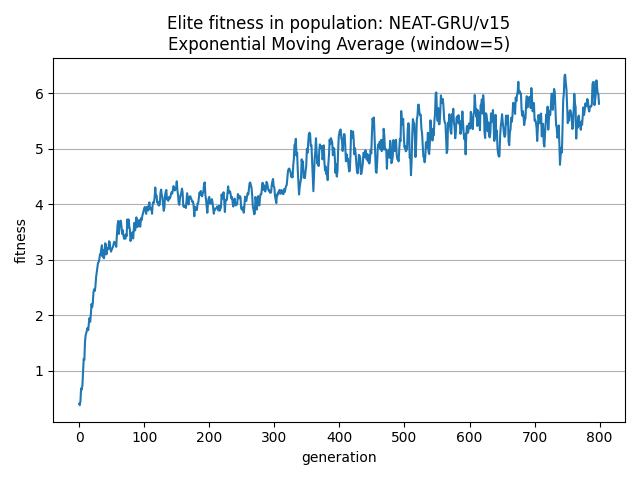 Elite fitness in population: NEAT-GRU/v15
Exponential Moving Average (window=5)
fitness
6
5
4
3
2
1
0 100 200 300 400 500 600 700 800
generation